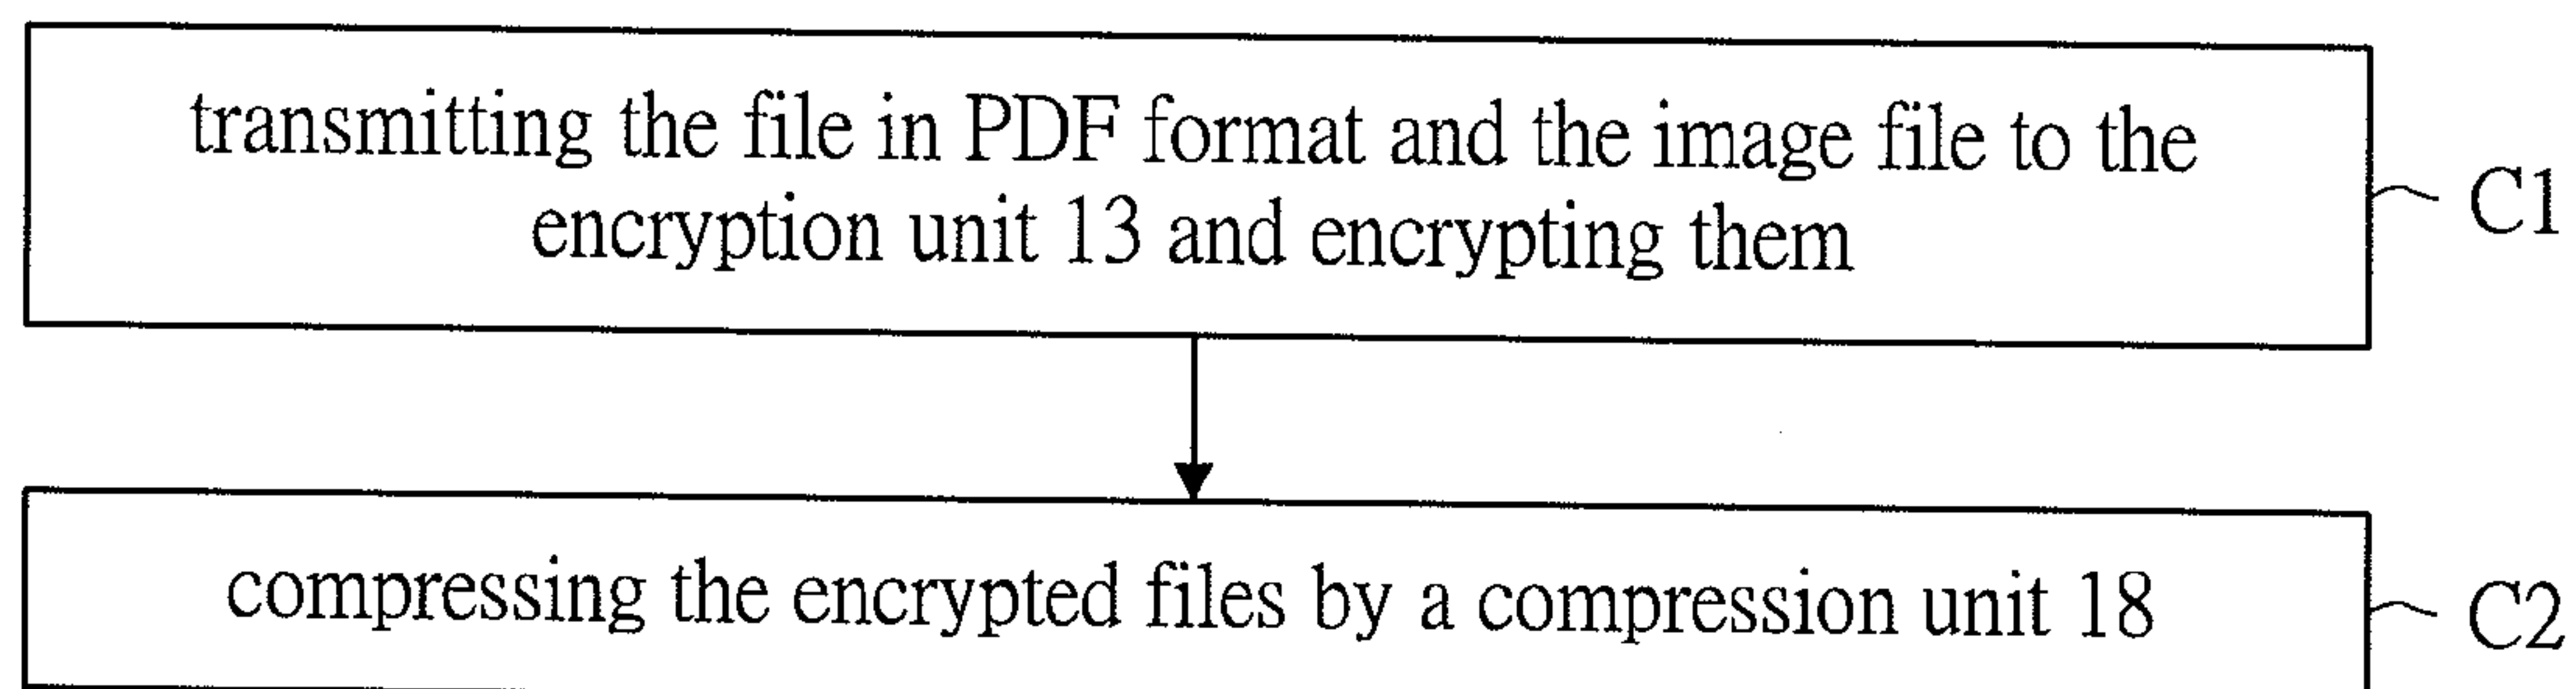 transmitting the file in PDF format and the image file to the
encryption unit 13 and encrypting them
C1
compressing the encrypted files by a compression unit 18
C2